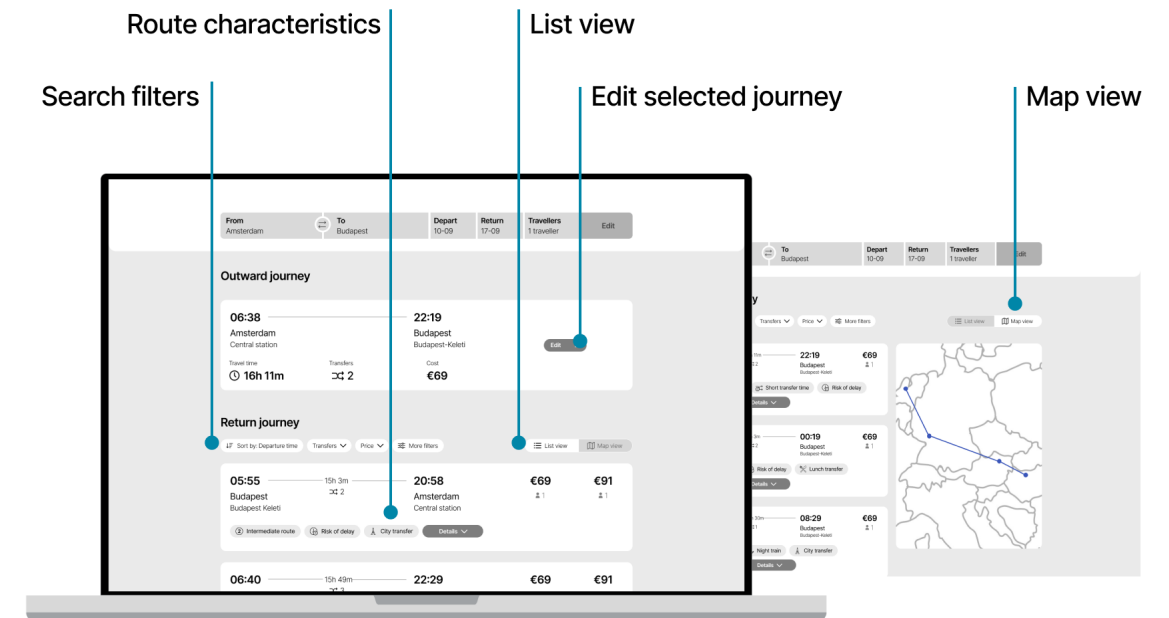 Route characteristics
List view
Search filters
Edit selected journey
Map view
From
Amsterdam
To
Budapest
Depart
10-09
Return
17-09
Travellers
1 traveller
Edit
Outward journey
06:38
22:19
Amsterdam
Budapest
Central station
Budapest-Keleti
Edit
Travel time
Transfers
Cost
16h 11m
2
€69
Return journey
Sort by: Departure time
Transfers
Price
More filters
List view
Map view
05:55
15h 3m
20:58
€69
€91
2
Budapest
Amsterdam
1
1
Budapest Keleti
Central station
2 Intermediate route
Risk of delay
City transfer
Details
06:40
15h 49m
22:29
€69
€91
To
Budapest
Depart
10-09
Return
17-09
Travellers
1 traveller
Edit
y
Transfers
Price
More filters
List view
Map view
22:19
€69
2
Budapest
1
Budapest Keleti
Short transfer time
Risk of delay
Details
00:19
€69
2
Budapest
1
Budapest-Keleti
Risk of delay
Lunch transfer
Details
08:29
€69
Budapest
1
Budapest-Keleti
Night train
City transfer
Details